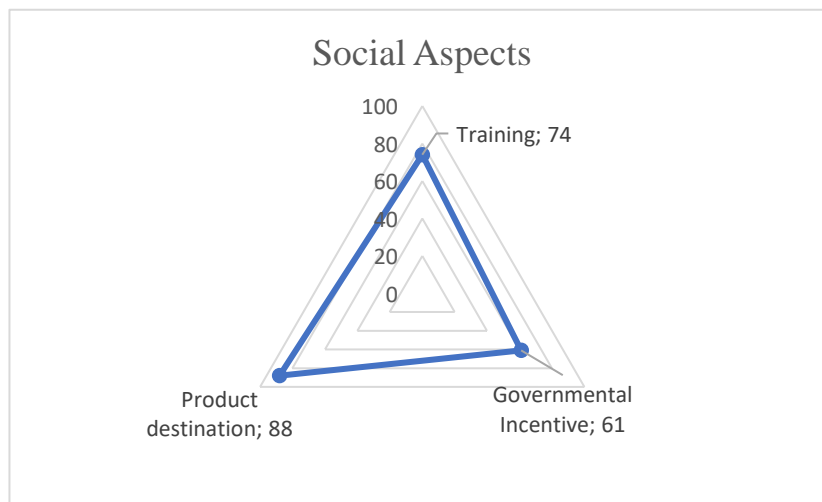 Social Aspects
100
80
60
40
20
0
Training; 74
Governmental
Incentive; 61
Product
destination; 88